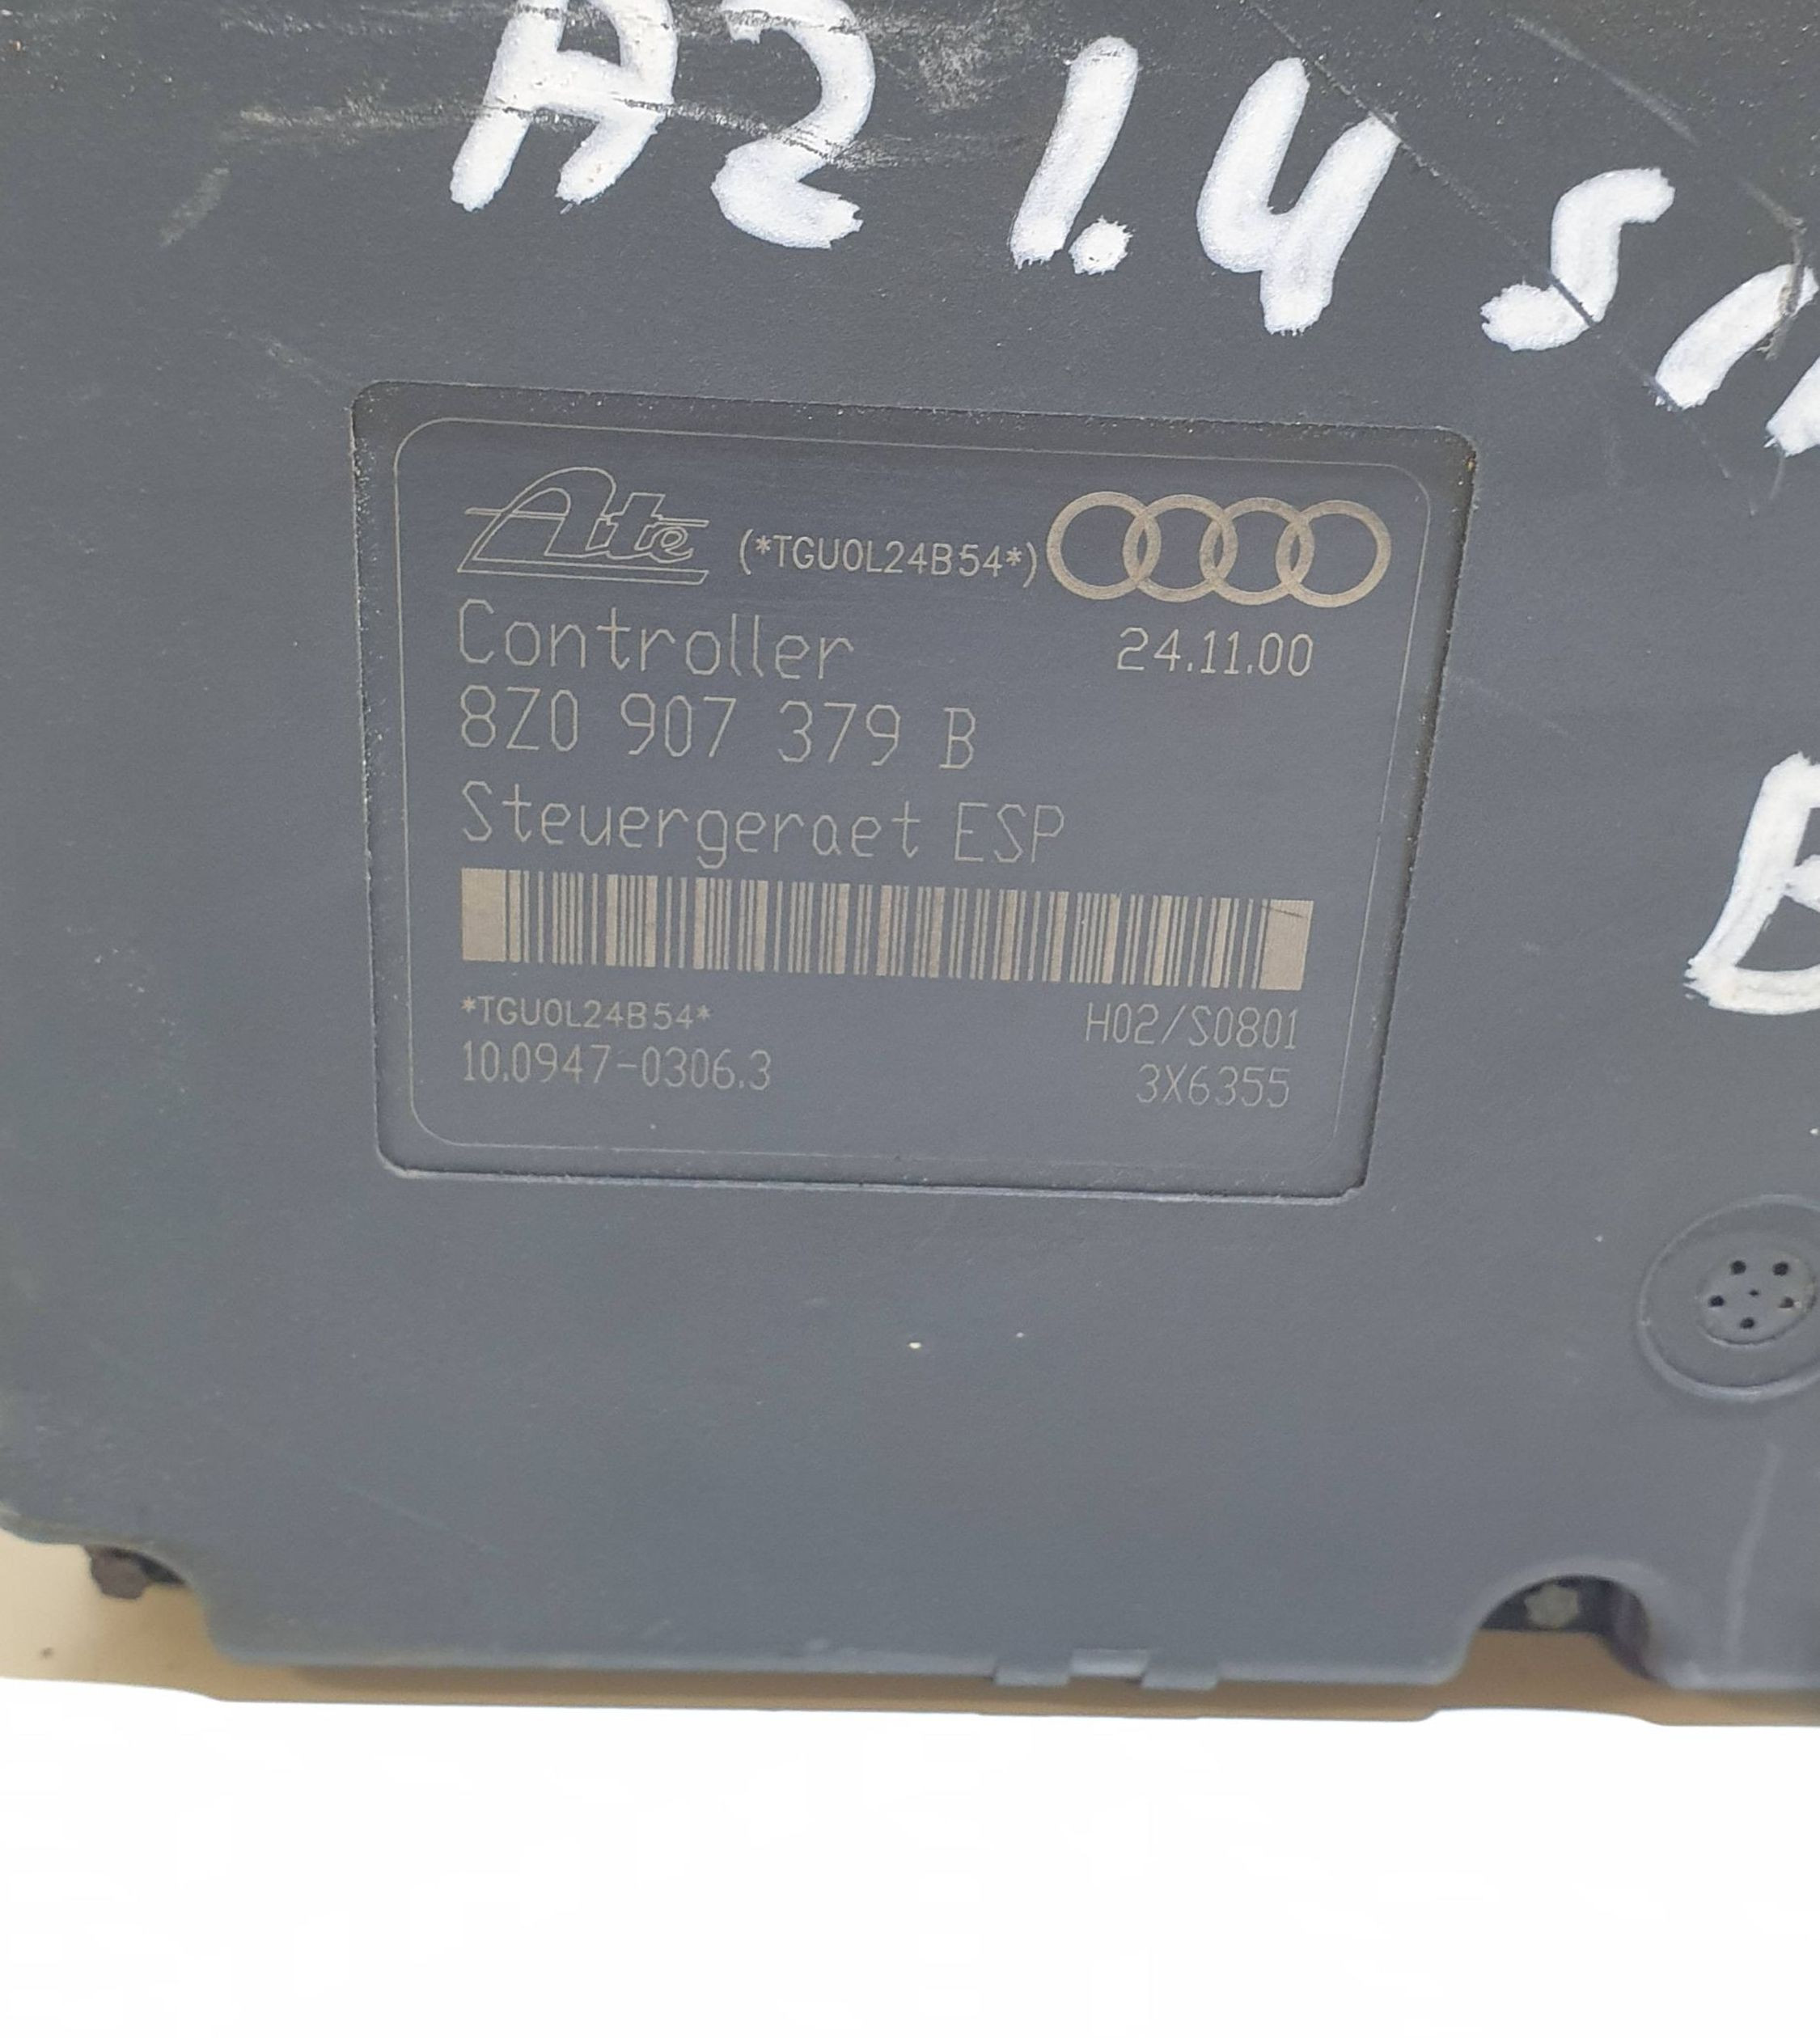 A2 1.4
Ate (*TGU0L24B54*)
Controller 24.11.00
8Z0 907 379 B
Steuergeraet ESP
*TGU0L24B54* H02/S0801
10.0947-0306.3 3X6355